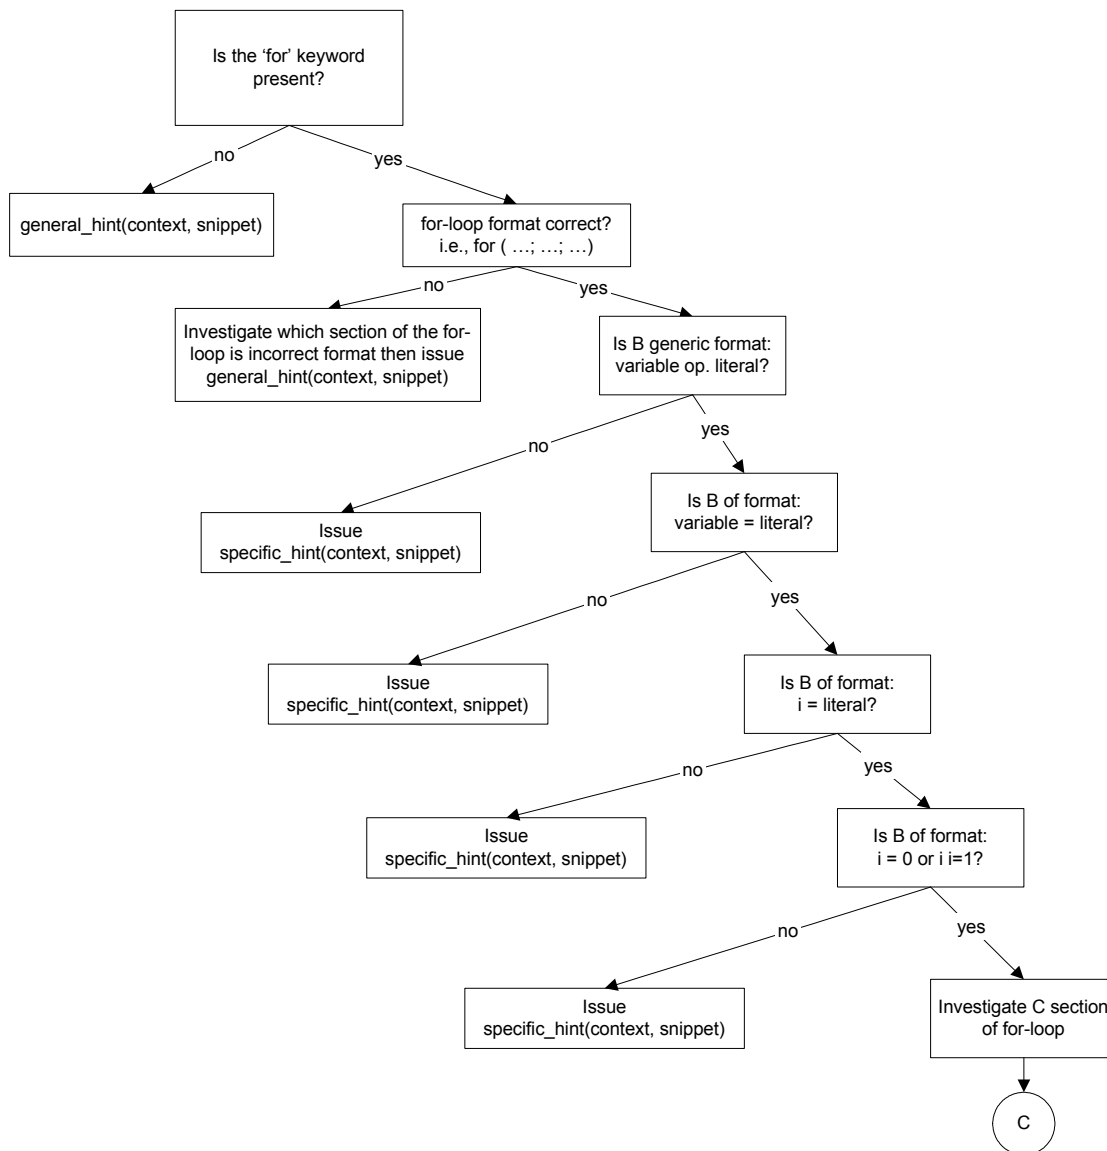 Is the ‘for’ keyword
present?
no
yes
general_hint(context, snippet)
for-loop format correct?
i.e., for ( …; …; …)
no
yes
Investigate which section of the for-
loop is incorrect format then issue
general_hint(context, snippet)
Is B generic format:
variable op. literal?
no
yes
Issue
specific_hint(context, snippet)
Is B of format:
variable = literal?
no
yes
Issue
specific_hint(context, snippet)
Is B of format:
i = literal?
no
yes
Issue
specific_hint(context, snippet)
Is B of format:
i = 0 or i i=1?
no
yes
Issue
specific_hint(context, snippet)
Investigate C section
of for-loop
C